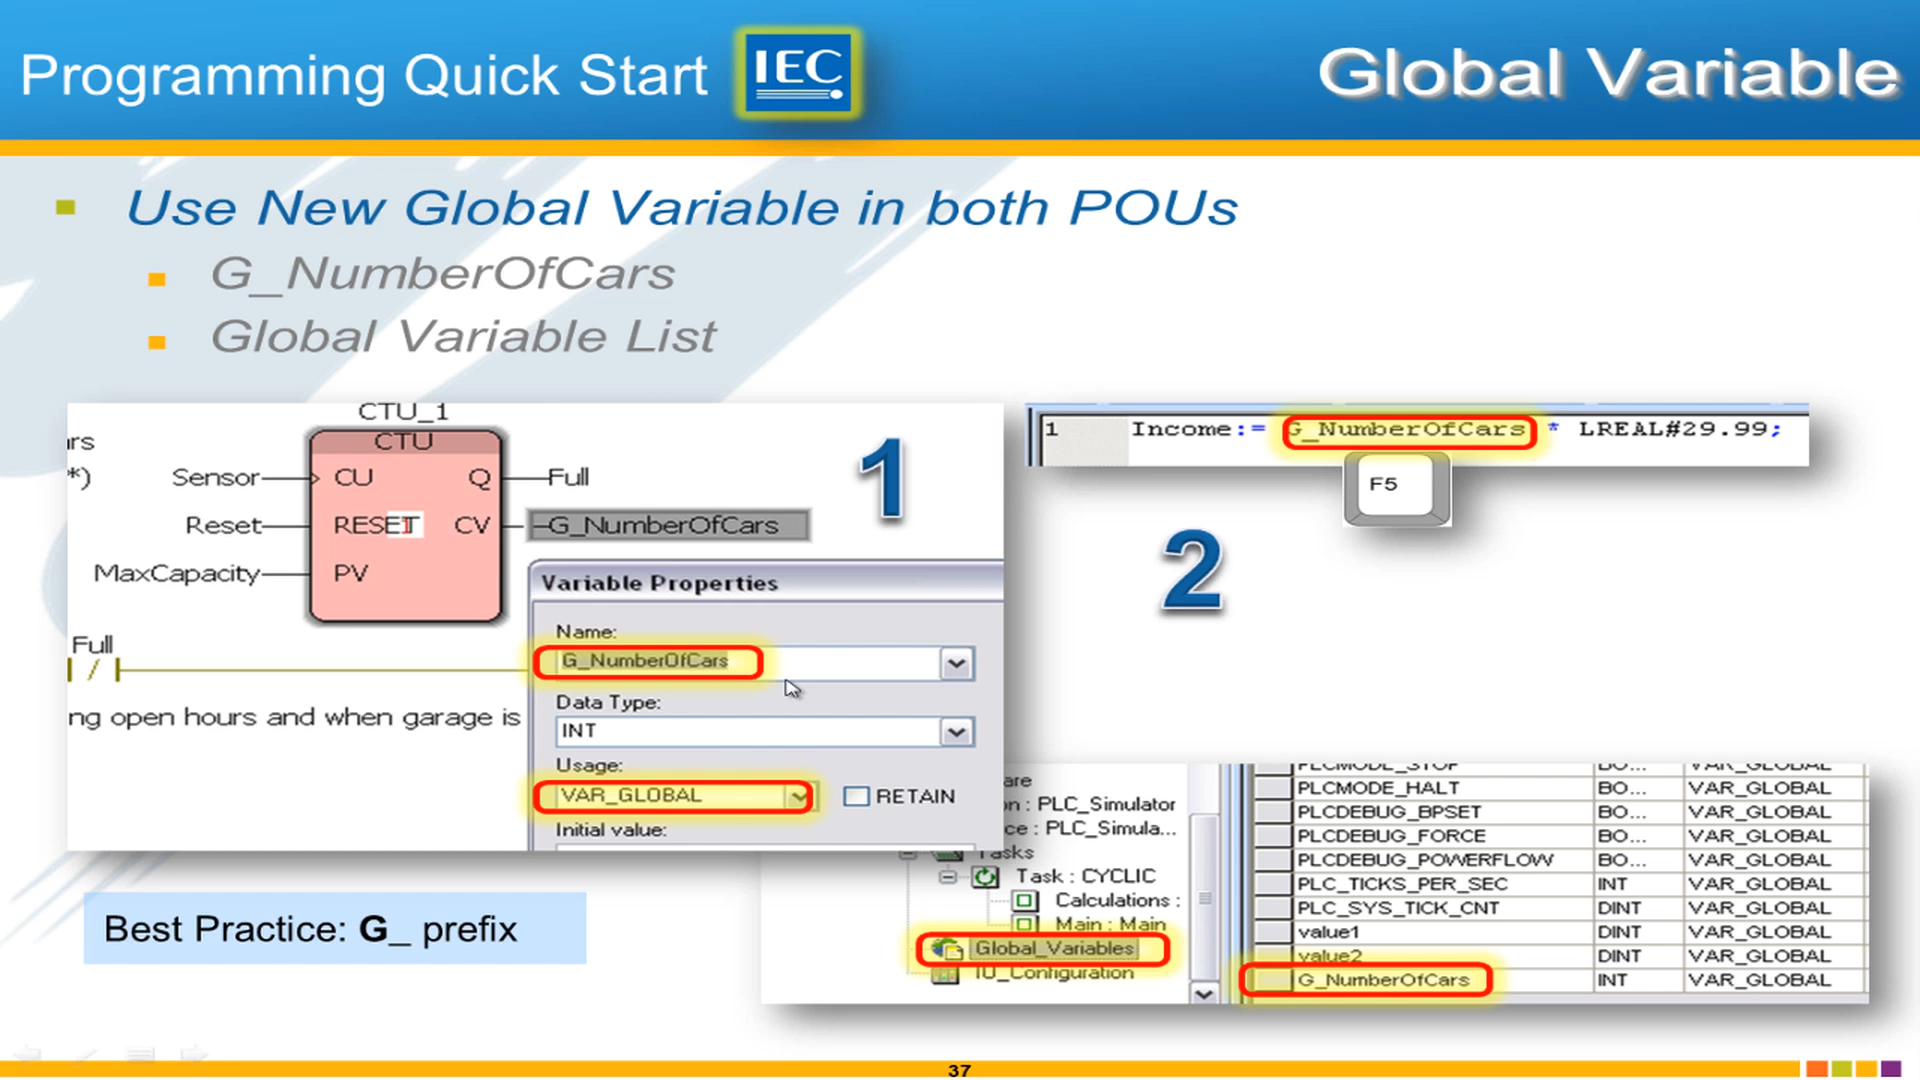 Programming Quick Start
IEC
Global Variable
Use New Global Variable in both POUs
G_NumberOfCars
Global Variable List
CTU_1
CTU
Sensor
CU
Q
Full
Reset
RESET
CV
G_NumberOfCars
MaxCapacity
PV
*)
Full
/
ng open hours and when garage is
1
Variable Properties
Name:
G_NumberOfCars
Data Type:
INT
Usage:
VAR_GLOBAL
RETAIN
Initial value:
1 Income:= G_NumberOfCars * LREAL#29.99;
F5
2
are
on : PLC_Simulator
ce : PLC_Simula...
Tasks
Task : CYCLIC
Calculations :
Main : Main
Global_Variables
IO_Configuration
PLCMODE_STOP BO... VAR_GLOBAL
PLCMODE_HALT BO... VAR_GLOBAL
PLCDEBUG_BPSET BO... VAR_GLOBAL
PLCDEBUG_FORCE BO... VAR_GLOBAL
PLCDEBUG_POWERFLOW BO... VAR_GLOBAL
PLC_TICKS_PER_SEC INT VAR_GLOBAL
PLC_SYS_TICK_CNT DINT VAR_GLOBAL
value1 DINT VAR_GLOBAL
value2 DINT VAR_GLOBAL
G_NumberOfCars INT VAR_GLOBAL
Best Practice: G_ prefix
37